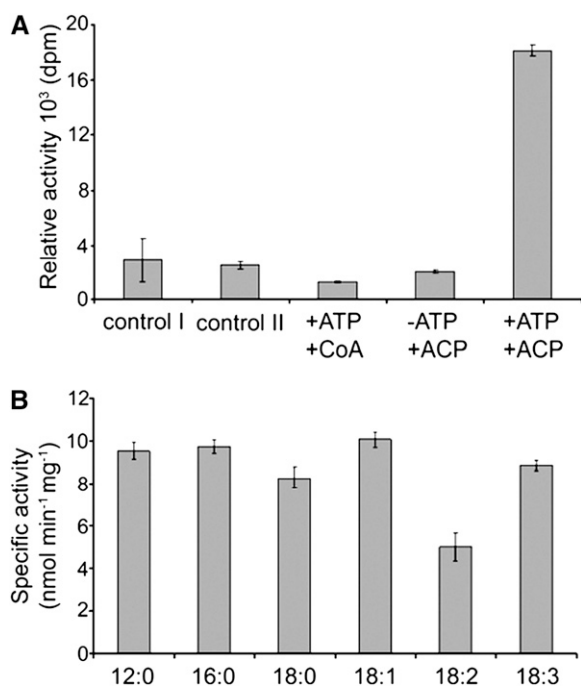 A
Relative activity 10³ (dpm)
20
16
12
8
4
0
control I
control II
+ATP
+CoA
-ATP
+ACP
+ATP
+ACP
B
Specific activity
(nmol min⁻¹ mg⁻¹)
12
10
8
6
4
2
0
12:0 16:0 18:0 18:1 18:2 18:3